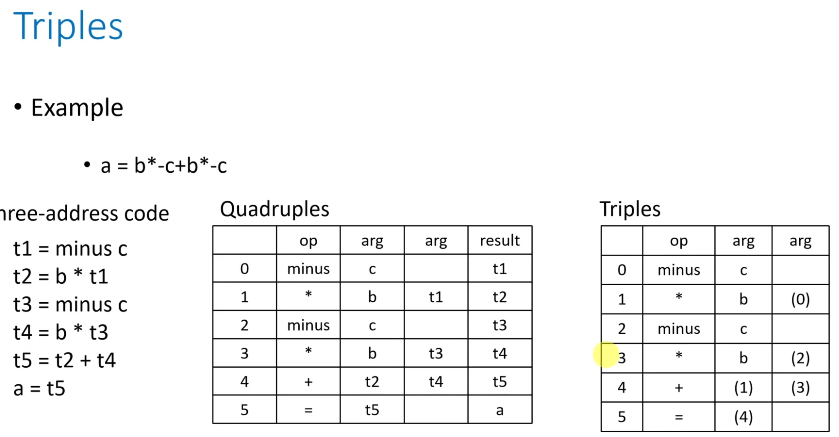 Triples
• Example
• a = b*-c+b*-c
hree-address code
t1 = minus c
t2 = b * t1
t3 = minus c
t4 = b * t3
t5 = t2 + t4
a = t5
Quadruples
op arg arg result
0 minus c t1
1 * b t1 t2
2 minus c t3
3 * b t3 t4
4 + t2 t4 t5
5 = t5 a
Triples
op arg arg
0 minus c
1 * b (0)
2 minus c
3 * b (2)
4 + (1) (3)
5 = (4)